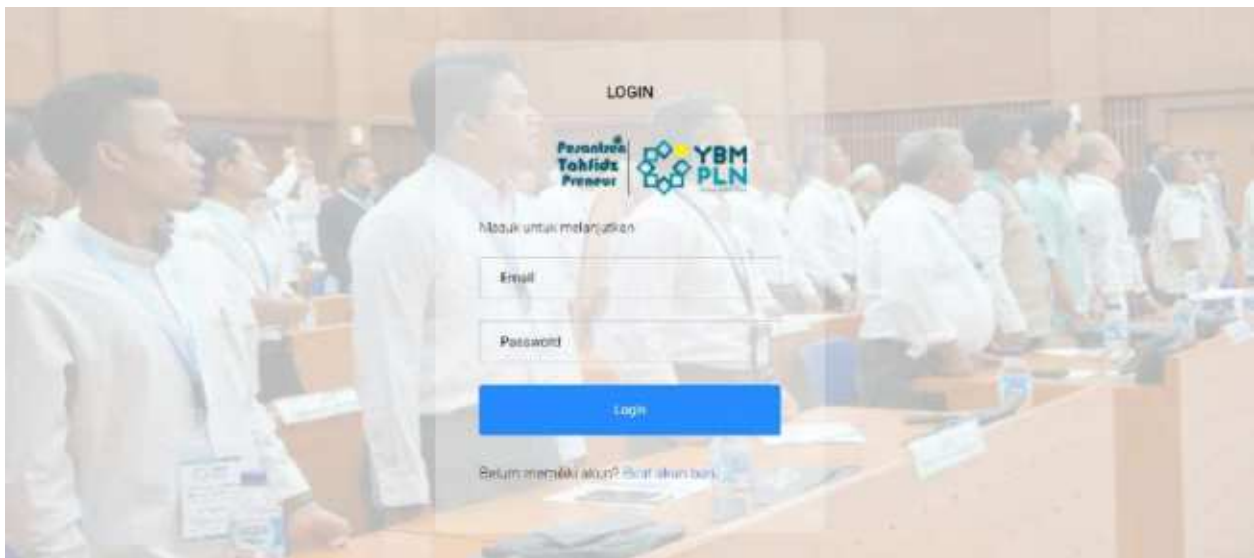 LOGIN
Pesantren
Tahfidz
Preneur
YBM
PLN
Masuk untuk melanjutkan
Email
Password
Login
Belum memiliki akun? Buat akun baru